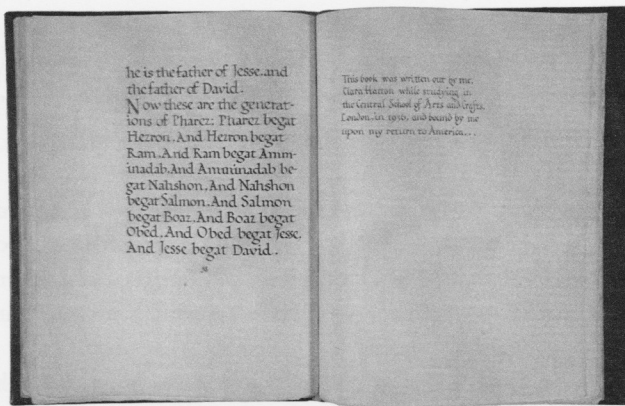 he is the father of Jesse. and
the father of David.
Now these are the generat-
ions of Pharez: Pharez begat
Hezron. And Hezron begat
Ram. And Ram begat Amm-
inadab. And Amminadab be-
gat Nahshon. And Nahshon
begat Salmon. And Salmon
begat Boaz. And Boaz begat
Obed. And Obed begat Jesse.
And Jesse begat David.
This book was written out by me,
Clara Hatton while studying in
the Central School of Arts and Crafts,
London, in 1936, and bound by me
upon my return to America...